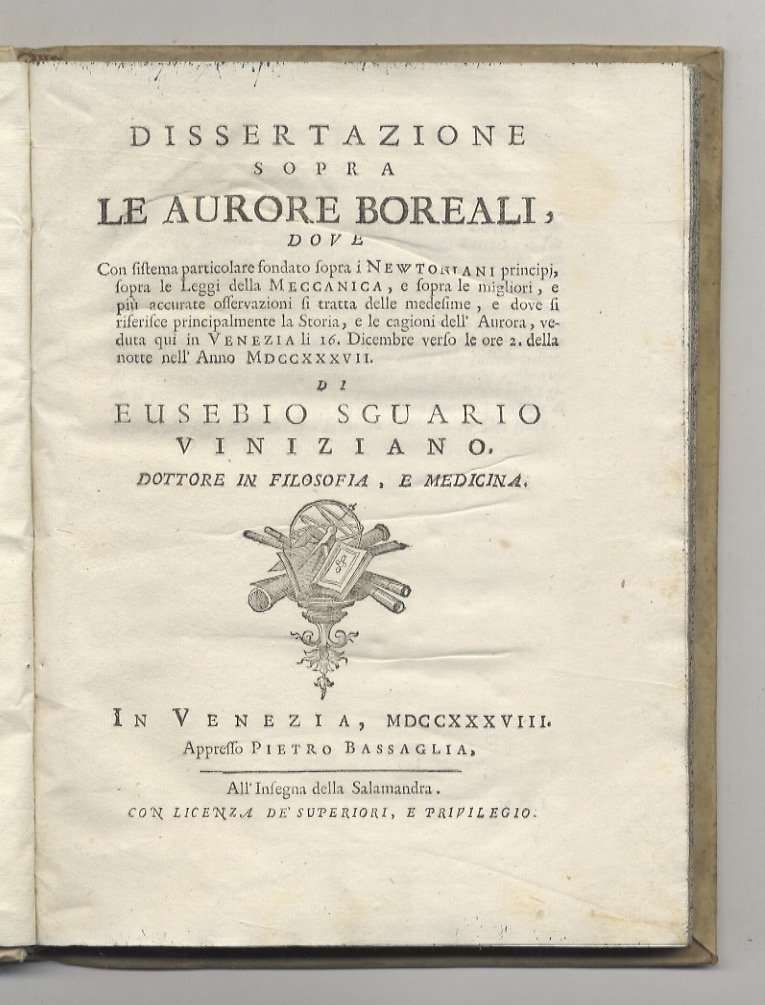 DISSERTAZIONE
SOPRA
LE AURORE BOREALI,
DOVE
Con ſiſtema particolare fondato ſopra i NEWTONIANI principj,
ſopra le Leggi della MECCANICA, e ſopra le migliori, e
più accurate oſſervazioni ſi tratta delle medeſime, e dove ſi
riferiſce principalmente la Storia, e le cagioni dell' Aurora, ve-
duta qui in VENEZIA li 16. Dicembre verſo le ore 2. della
notte nell' Anno MDCCXXXVII.
DI
EUSEBIO SGUARIO
VINIZIANO.
DOTTORE IN FILOSOFIA, E MEDICINA.
IN VENEZIA, MDCCXXXVIII.
Appreſſo PIETRO BASSAGLIA,
All' Inſegna della Salamandra.
CON LICENZA DE' SUPERIORI, E PRIVILEGIO.